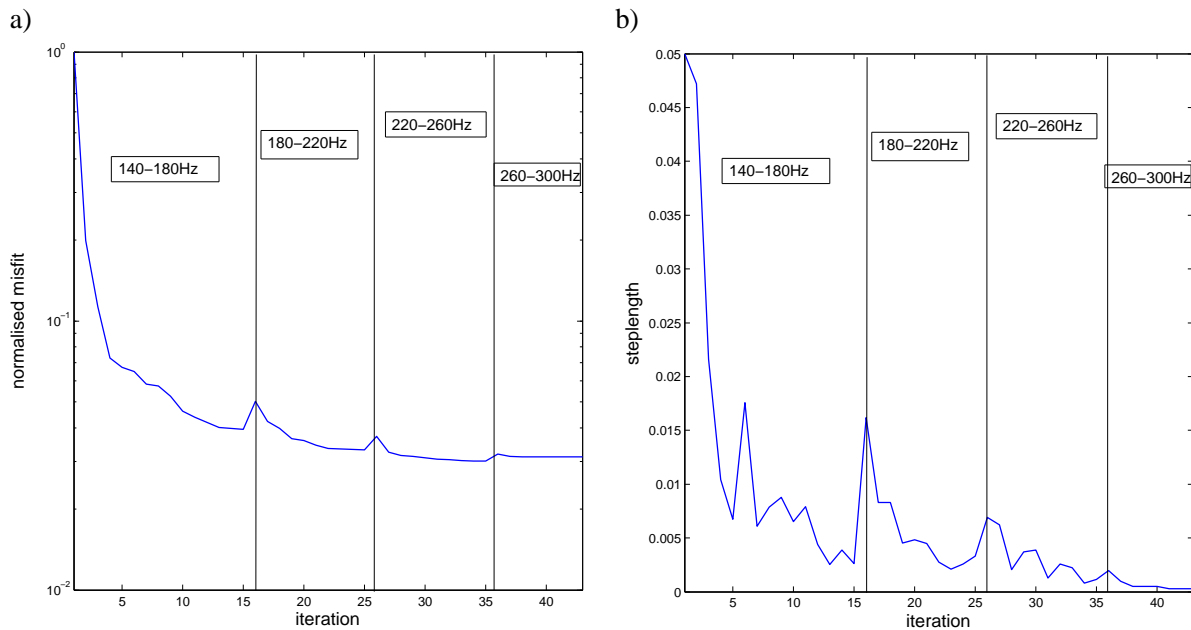 a)
10⁰
10⁻¹
10⁻²
normalised misfit
140−180Hz
180−220Hz
220−260Hz
260−300Hz
5 10 15 20 25 30 35 40
iteration
b)
0.05
0.045
0.04
0.035
0.03
0.025
0.02
0.015
0.01
0.005
0
steplength
140−180Hz
180−220Hz
220−260Hz
260−300Hz
5 10 15 20 25 30 35 40
iteration